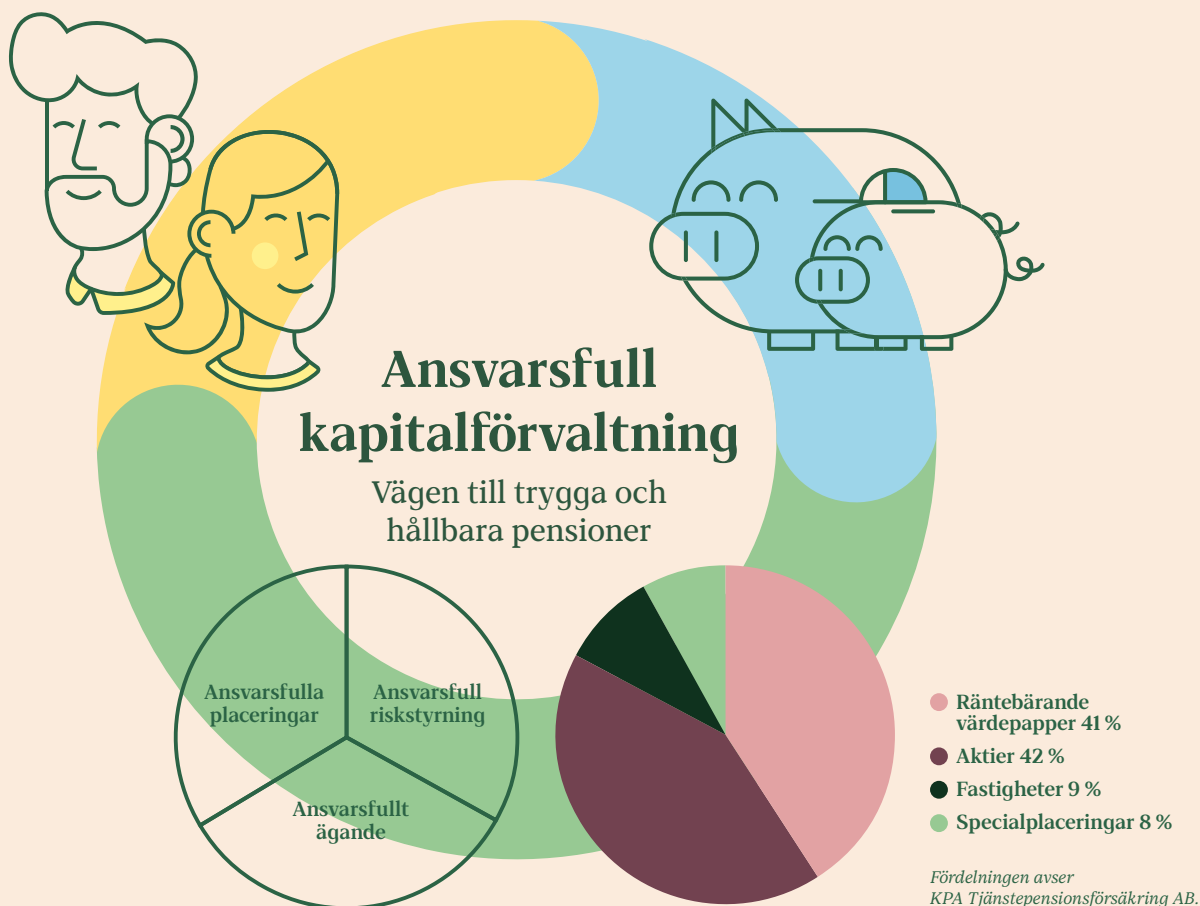 Ansvarsfull
kapitalförvaltning
Vägen till trygga och
hållbara pensioner
Ansvarsfulla
placeringar
Ansvarsfull
riskstyrning
Ansvarsfullt
ägande
Räntebärande
värdepapper 41 %
Aktier 42 %
Fastigheter 9 %
Specialplaceringar 8 %
Fördelningen avser
KPA Tjänstepensionsförsäkring AB.